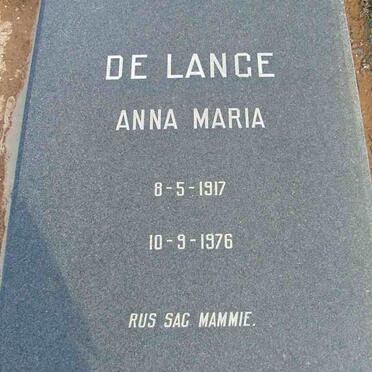 DE LANGE
ANNA MARIA
8-5-1917
10-9-1976
RUS SAG MAMMIE.